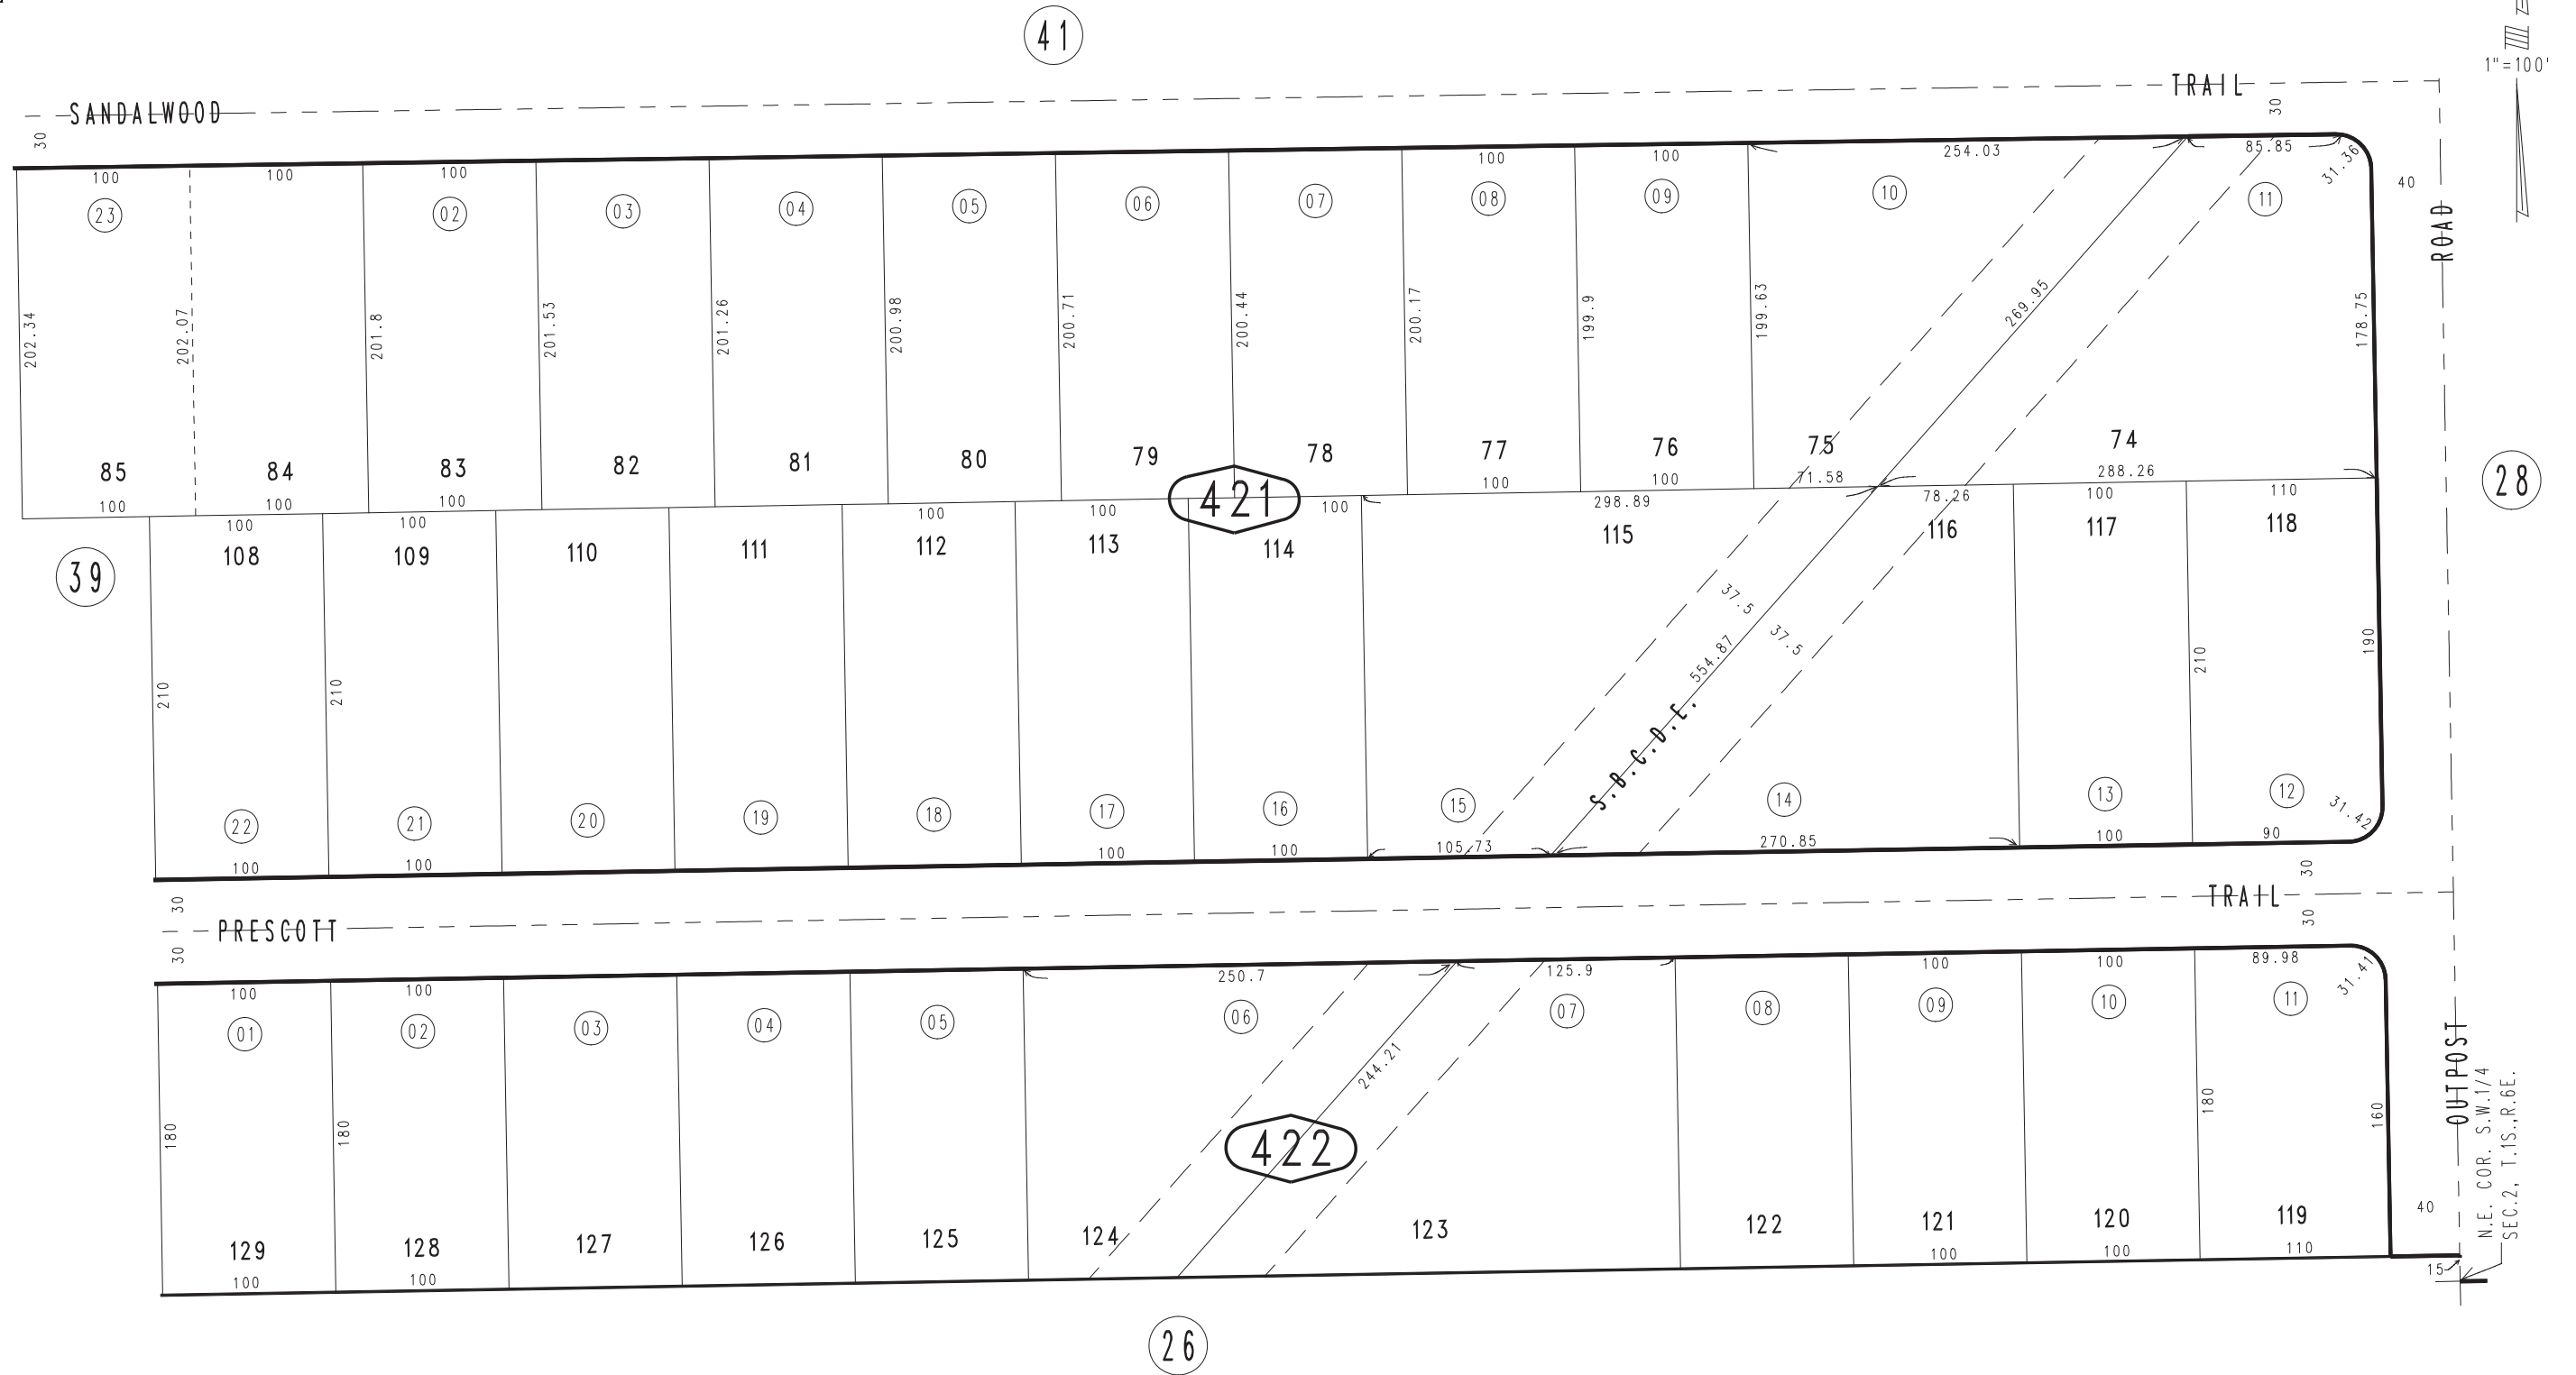 41
1"=100'
SANDALWOOD TRAIL
30 30
100 100 100 100 100 254.03 85.85 31.36
40
23 02 03 04 05 06 07 08 09 10 11
ROAD
202.34 202.07 201.8 201.53 201.26 200.98 200.71 200.44 200.17 199.9 199.63 269.95 178.75
85 84 83 82 81 80 79 78 77 76 75 74
100 100 100 100 100 71.58 288.26
421
28
100 100 100 100 100 298.89 78.26 100 110
108 109 110 111 112 113 114 115 116 117 118
39
37.5 37.5
554.87
S.B.C.D.E.
210 210 210 190
22 21 20 19 18 17 16 15 14 13 12
31.42
100 100 100 100 105.73 270.85 100 90
30 30
PRESCOTT TRAIL
30 30
100 100 250.7 125.9 100 100 89.98 31.41
01 02 03 04 05 06 07 08 09 10 11
OUTPOST
244.21
180 180 180 160
422
N.E. COR. S.W.1/4
SEC.2, T.1S.,R.6E.
40
129 128 127 126 125 124 123 122 121 120 119
100 100 100 100 110
15
26